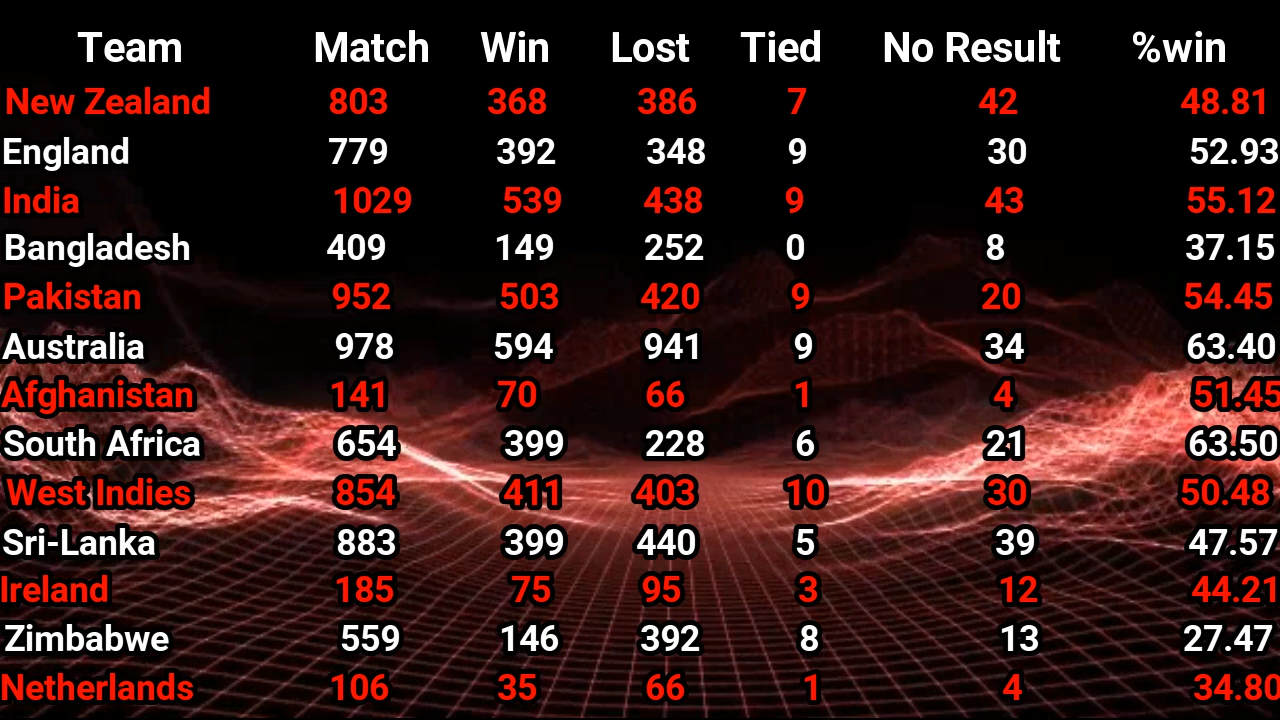 Team Match Win Lost Tied No Result %win
New Zealand 803 368 386 7 42 48.81
England 779 392 348 9 30 52.93
India 1029 539 438 9 43 55.12
Bangladesh 409 149 252 0 8 37.15
Pakistan 952 503 420 9 20 54.45
Australia 978 594 941 9 34 63.40
Afghanistan 141 70 66 1 4 51.45
South Africa 654 399 228 6 21 63.50
West Indies 854 411 403 10 30 50.48
Sri-Lanka 883 399 440 5 39 47.57
Ireland 185 75 95 3 12 44.21
Zimbabwe 559 146 392 8 13 27.47
Netherlands 106 35 66 1 4 34.80